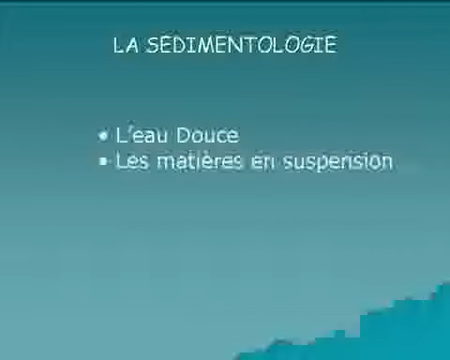 LA SEDIMENTOLOGIE
• L'eau Douce
• Les matières en suspension